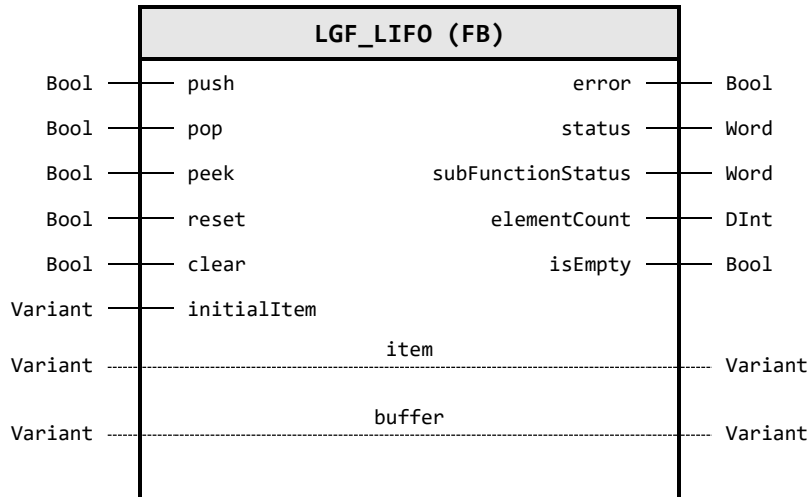 LGF_LIFO (FB)
Bool push error Bool
Bool pop status Word
Bool peek subFunctionStatus Word
Bool reset elementCount DInt
Bool clear isEmpty Bool
Variant initialItem
item
Variant Variant
buffer
Variant Variant